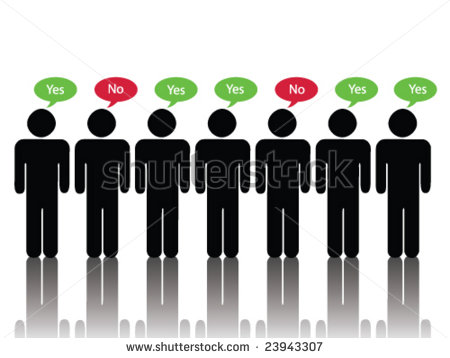 Yes No Yes Yes No Yes Yes
shutterstock
www.shutterstock.com · 23943307